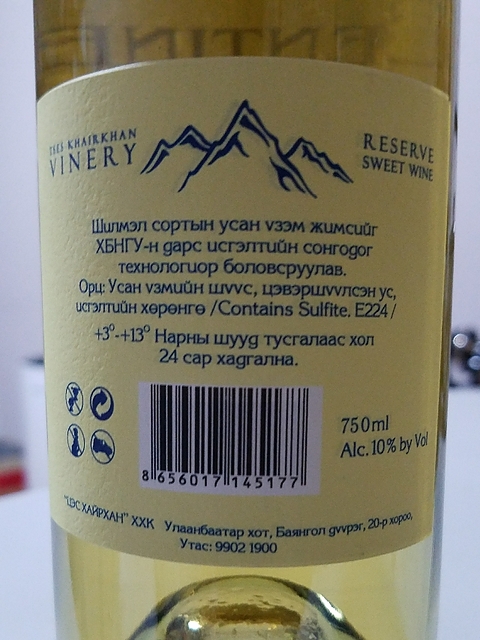 TSES KHAIRKHAN
VINERY
RESERVE
SWEET WINE
Шилмэл сортын усан үзэм жимсийг
ХБНГУ-н дарс исгэлтийн сонгодог
технологиор боловсруулав.
Орц: Усан үзмийн шүүс, цэвэршүүлсэн ус,
исгэлтийн хөрөнгө /Contains Sulfite. E224/
+3⁰-+13⁰ Нарны шууд тусгалаас хол
24 сар хадгална.
8 656017 145177
750ml
Alc. 10% by Vol
"ЦЭС ХАЙРХАН" ХХК Улаанбаатар хот, Баянгол дүүрэг, 20-р хороо,
Утас: 9902 1900